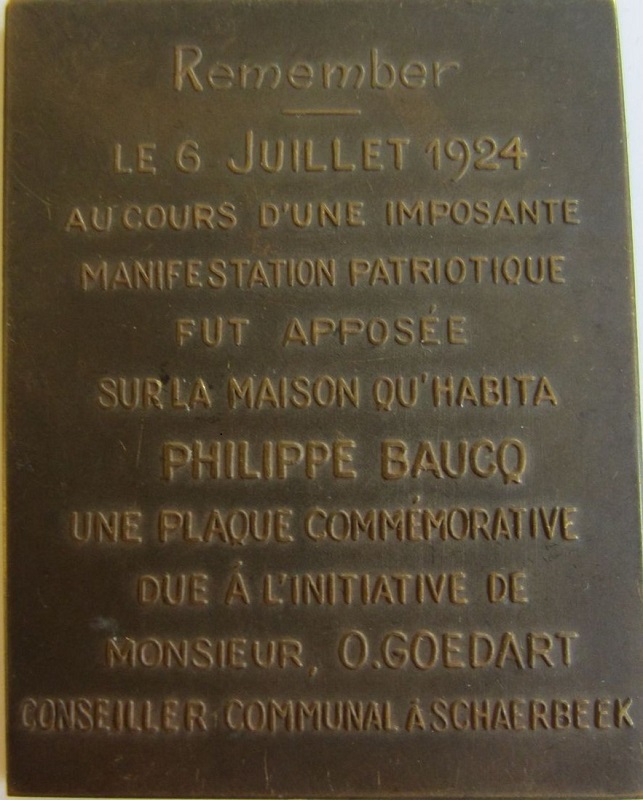 Remember
LE 6 JUILLET 1924
AU COURS D'UNE IMPOSANTE
MANIFESTATION PATRIOTIQUE
FUT APPOSÉE
SUR LA MAISON QU'HABITA
PHILIPPE BAUCQ
UNE PLAQUE COMMÉMORATIVE
DUE Á L'INITIATIVE DE
MONSIEUR, O.GOEDART
CONSEILLER COMMUNAL À SCHAERBEEK